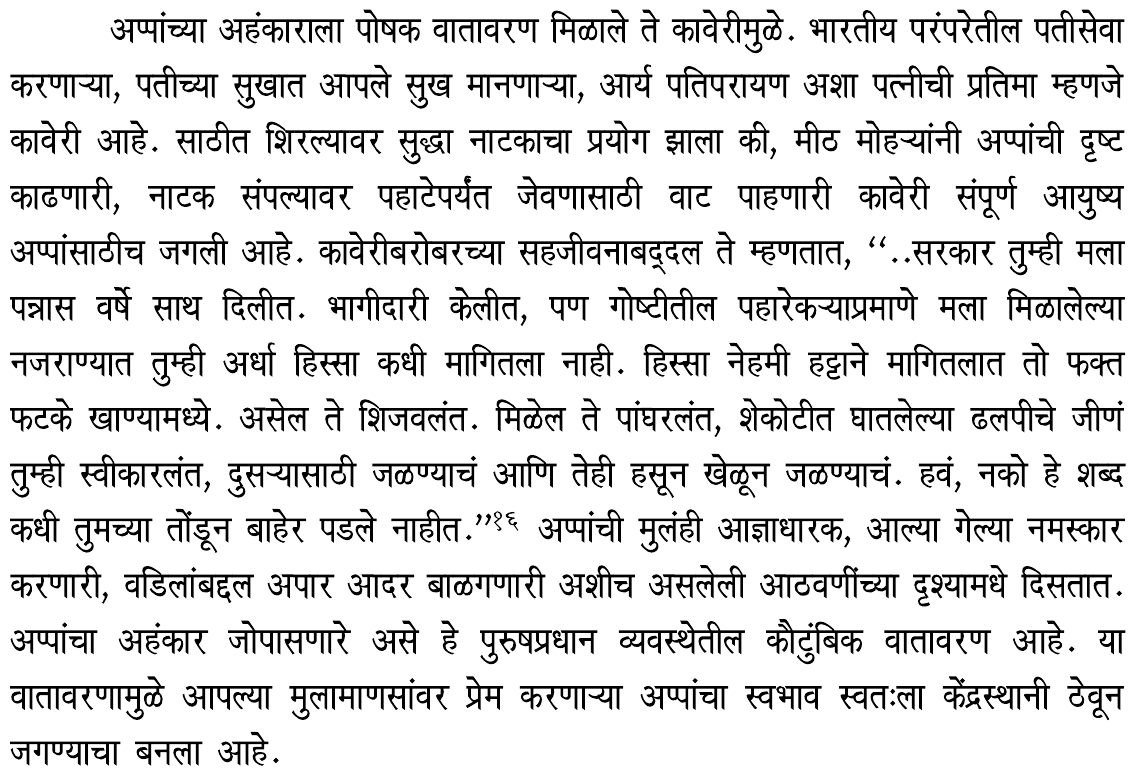 अप्पांच्या अहंकाराला पोषक वातावरण मिळाले ते कावेरीमुळे. भारतीय परंपरेतील पतीसेवा
करणाऱ्या, पतीच्या सुखात आपले सुख मानणाऱ्या, आर्य पतिपरायण अशा पत्नीची प्रतिमा म्हणजे
कावेरी आहे. साठीत शिरल्यावर सुद्धा नाटकाचा प्रयोग झाला की, मीठ मोहऱ्यांनी अप्पांची दृष्ट
काढणारी, नाटक संपल्यावर पहाटेपर्यंत जेवणासाठी वाट पाहणारी कावेरी संपूर्ण आयुष्य
अप्पांसाठीच जगली आहे. कावेरीबरोबरच्या सहजीवनाबद्‌दल ते म्हणतात, “..सरकार तुम्ही मला
पन्नास वर्षे साथ दिलीत. भागीदारी केलीत, पण गोष्टीतील पहारेकऱ्याप्रमाणे मला मिळालेल्या
नजराण्यात तुम्ही अर्धा हिस्सा कधी मागितला नाही. हिस्सा नेहमी हट्टाने मागितलात तो फक्त
फटके खाण्यामध्ये. असेल ते शिजवलंत. मिळेल ते पांघरलंत, शेकोटीत घातलेल्या ढलपीचे जीणं
तुम्ही स्वीकारलंत, दुसऱ्यासाठी जळण्याचं आणि तेही हसून खेळून जळण्याचं. हवं, नको हे शब्द
कधी तुमच्या तोंडून बाहेर पडले नाहीत.”१६ अप्पांची मुलंही आज्ञाधारक, आल्या गेल्या नमस्कार
करणारी, वडिलांबद्दल अपार आदर बाळगणारी अशीच असलेली आठवणींच्या दृश्यामधे दिसतात.
अप्पांचा अहंकार जोपासणारे असे हे पुरुषप्रधान व्यवस्थेतील कौटुंबिक वातावरण आहे. या
वातावरणामुळे आपल्या मुलामाणसांवर प्रेम करणाऱ्या अप्पांचा स्वभाव स्वतःला केंद्रस्थानी ठेवून
जगण्याचा बनला आहे.